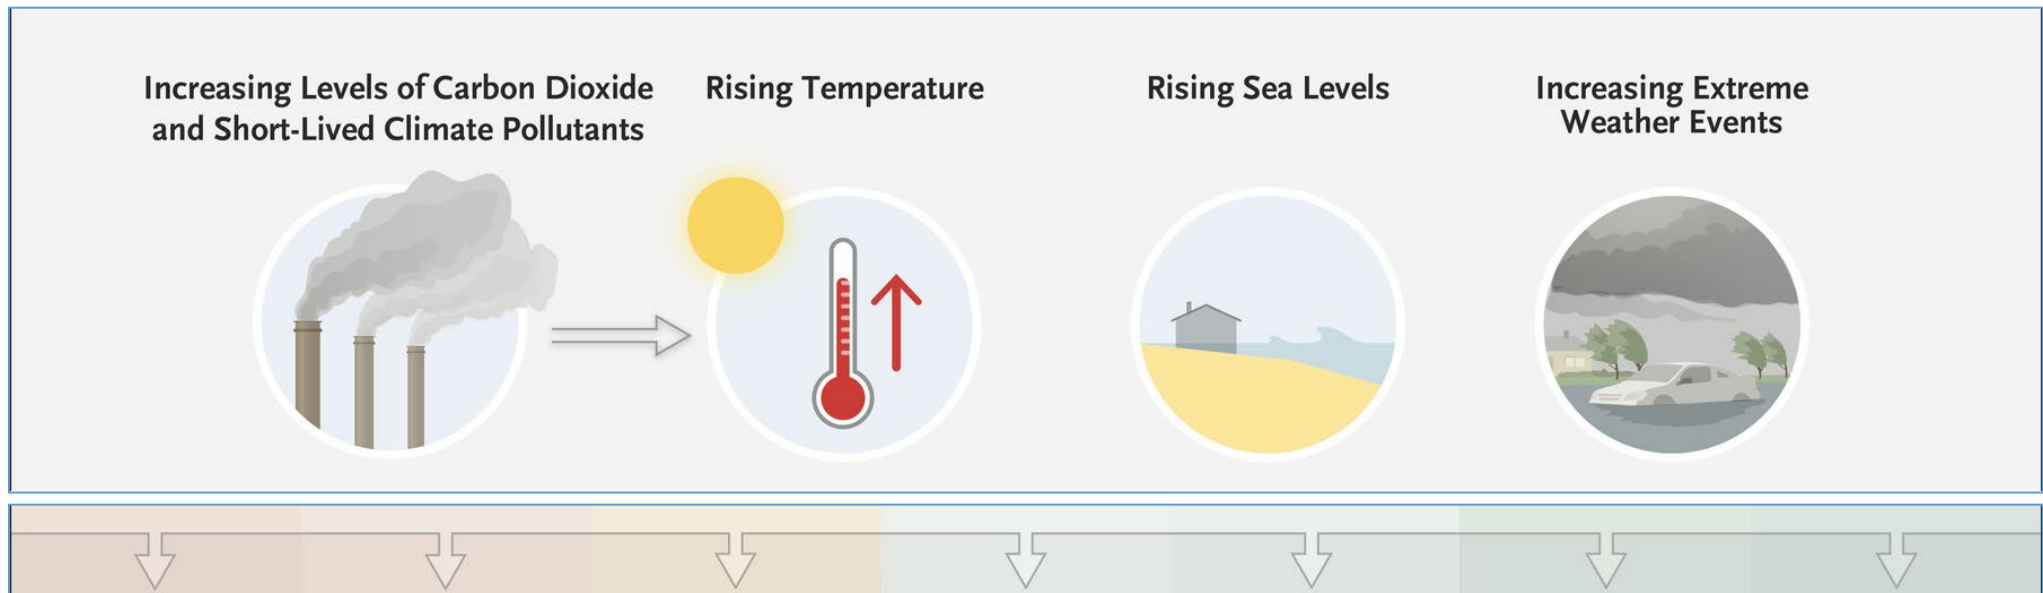 Increasing Levels of Carbon Dioxide
and Short-Lived Climate Pollutants
Rising Temperature
Rising Sea Levels
Increasing Extreme
Weather Events